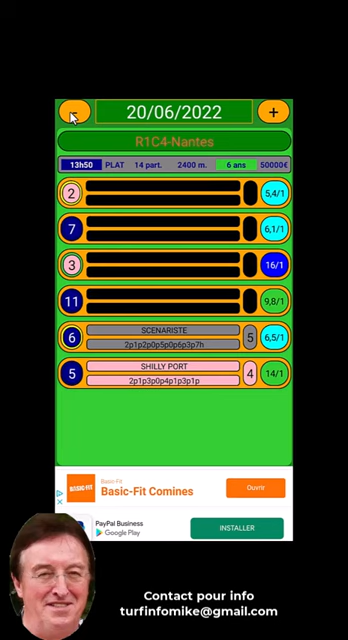 -
20/06/2022
+
R1C4-Nantes
13h50 PLAT 14 part. 2400 m. 6 ans 50000€
2 5,4/1
7 6,1/1
3 16/1
11 9,8/1
6 SCENARISTE 5 6,5/1
2p1p2p0p5p0p6p3p7h
5 SHILLY PORT 4 14/1
2p1p3p0p4p1p3p1p
BASIC-FIT
Basic-Fit
Basic-Fit Comines
Ouvrir
PayPal Business
Google Play
INSTALLER
Contact pour info
turfinfomike@gmail.com